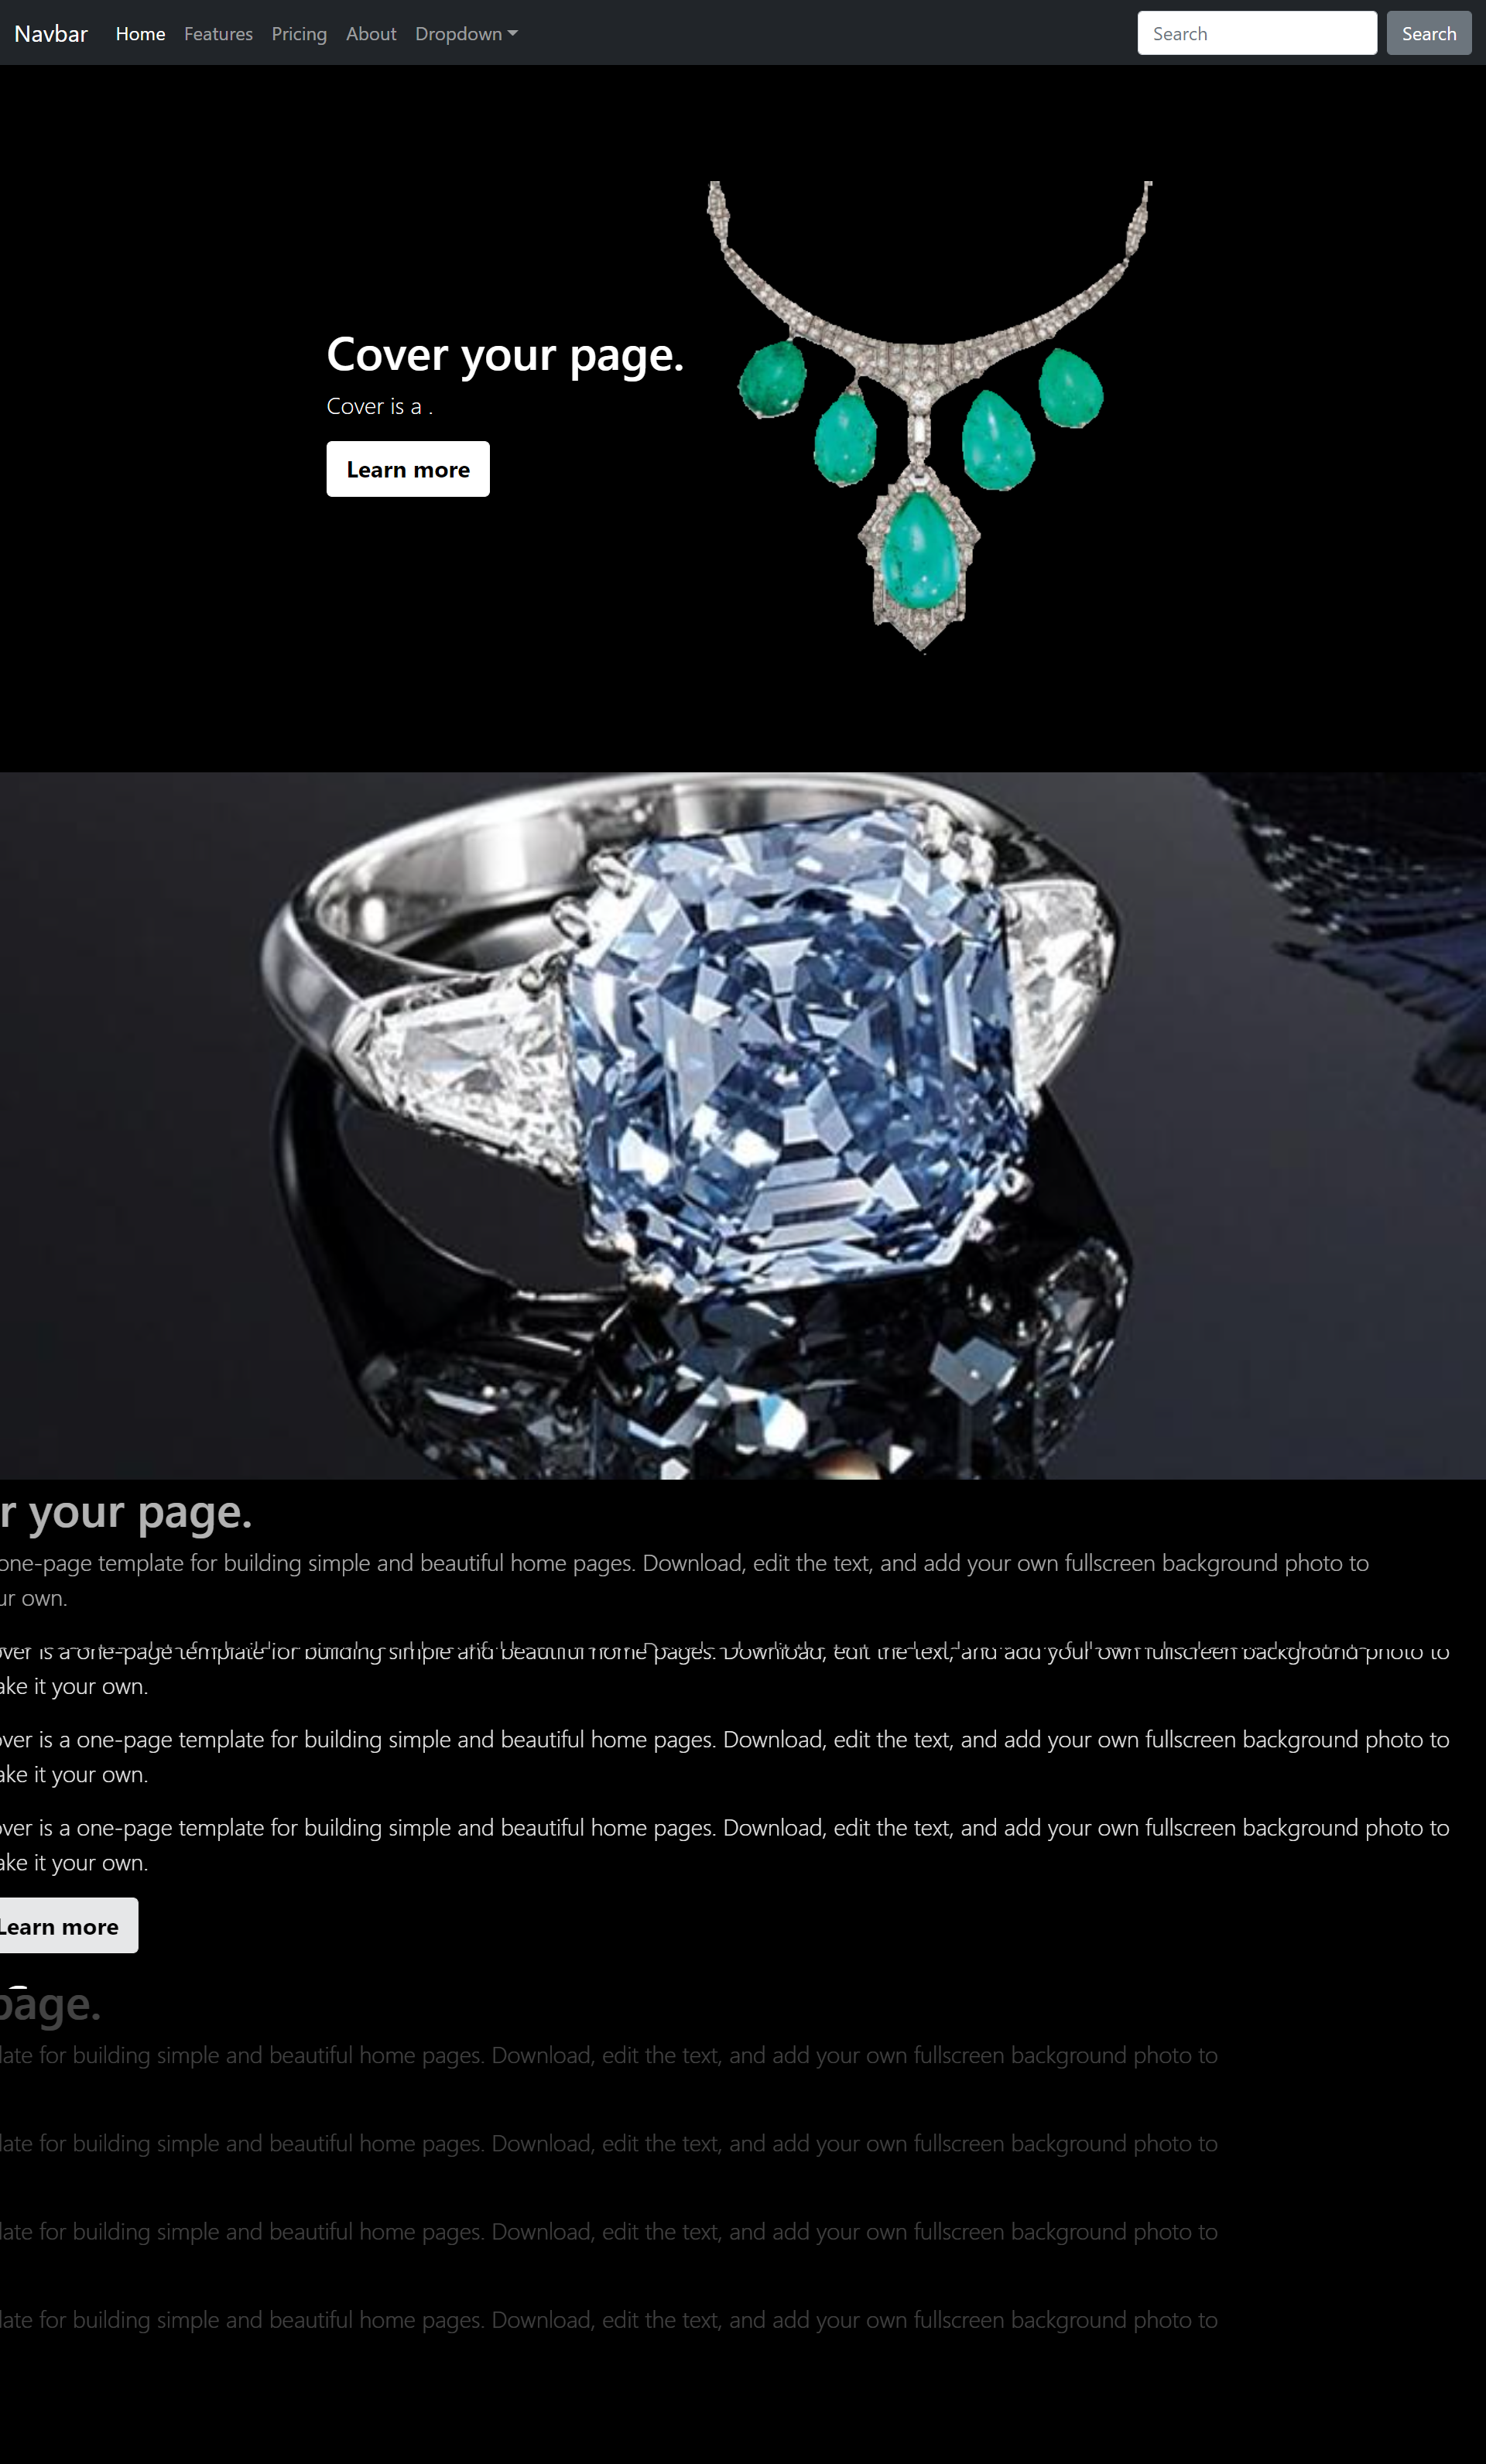 Navbar Home Features Pricing About Dropdown Search Search
Cover your page.
Cover is a .
Learn more
r your page.
one-page template for building simple and beautiful home pages. Download, edit the text, and add your own fullscreen background photo to
ur own.
over is a one-page template for building simple and beautiful home pages. Download, edit the text, and add your own fullscreen background photo to
ake it your own.
over is a one-page template for building simple and beautiful home pages. Download, edit the text, and add your own fullscreen background photo to
ake it your own.
over is a one-page template for building simple and beautiful home pages. Download, edit the text, and add your own fullscreen background photo to
ake it your own.
Learn more
page.
late for building simple and beautiful home pages. Download, edit the text, and add your own fullscreen background photo to
late for building simple and beautiful home pages. Download, edit the text, and add your own fullscreen background photo to
late for building simple and beautiful home pages. Download, edit the text, and add your own fullscreen background photo to
late for building simple and beautiful home pages. Download, edit the text, and add your own fullscreen background photo to